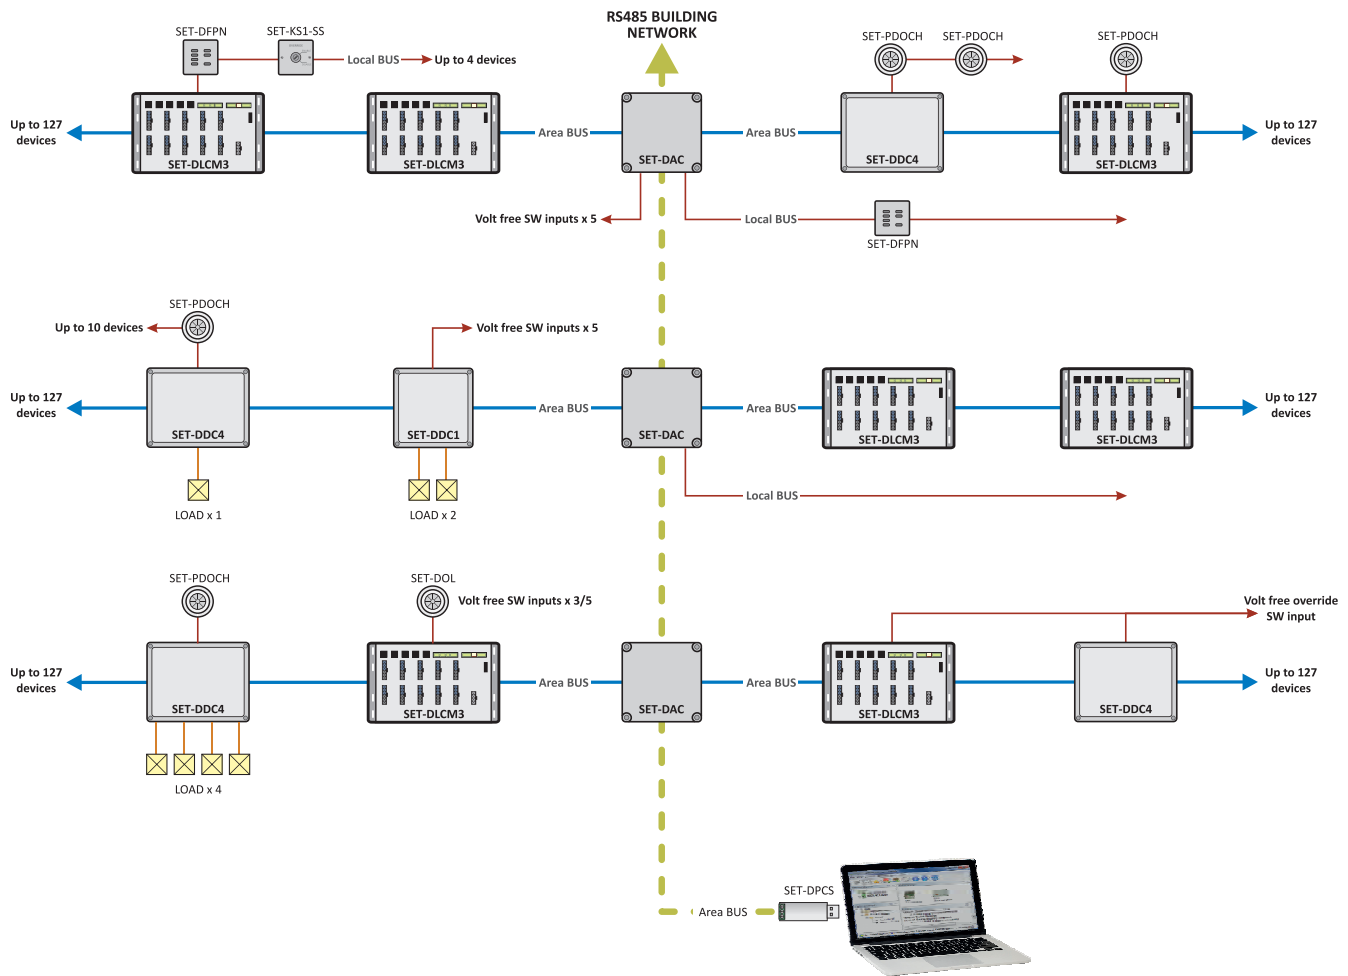 RS485 BUILDING
NETWORK
SET-DFPN
SET-KS1-SS
Local BUS
Up to 4 devices
SET-PDOCH
SET-PDOCH
SET-PDOCH
Up to 127
devices
SET-DLCM3
SET-DLCM3
Area BUS
SET-DAC
Area BUS
SET-DDC4
SET-DLCM3
Up to 127
devices
Volt free SW inputs x 5
Local BUS
SET-DFPN
SET-PDOCH
Up to 10 devices
Volt free SW inputs x 5
Up to 127
devices
SET-DDC4
SET-DDC1
Area BUS
SET-DAC
Area BUS
SET-DLCM3
SET-DLCM3
Up to 127
devices
LOAD x 1
LOAD x 2
Local BUS
SET-PDOCH
SET-DOL
Volt free SW inputs x 3/5
Volt free override
SW input
Up to 127
devices
SET-DDC4
SET-DLCM3
Area BUS
SET-DAC
Area BUS
SET-DLCM3
SET-DDC4
Up to 127
devices
LOAD x 4
SET-DPCS
Area BUS